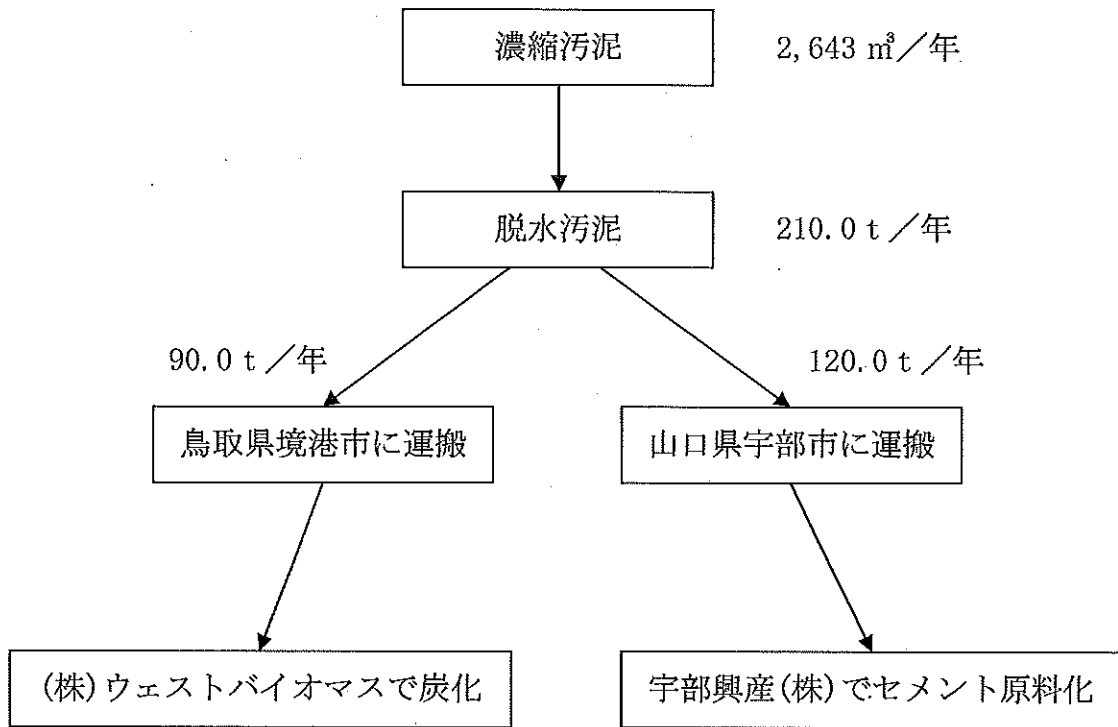 濃縮汚泥 2,643 ㎥／年
脱水汚泥 210.0 t ／年
90.0 t ／年 120.0 t ／年
鳥取県境港市に運搬 山口県宇部市に運搬
(株)ウェストバイオマスで炭化 宇部興産(株)でセメント原料化